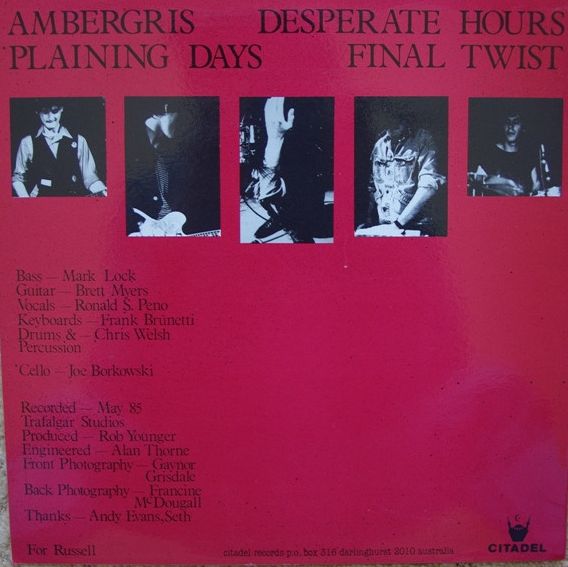 AMBERGRIS DESPERATE HOURS
PLAINING DAYS FINAL TWIST
Bass — Mark Lock
Guitar — Brett Myers
Vocals — Ronald S. Peno
Keyboards — Frank Brunetti
Drums & — Chris Welsh
Percussion
Cello — Joe Borkowski
Recorded — May 85
Trafalgar Studios
Produced — Rob Younger
Engineered — Alan Thorne
Front Photography — Gaynor
Grisdale
Back Photography — Francine
McDougall
Thanks — Andy Evans, Seth
For Russell
citadel records p.o. box 316 darlinghurst 2010 australia
CITADEL